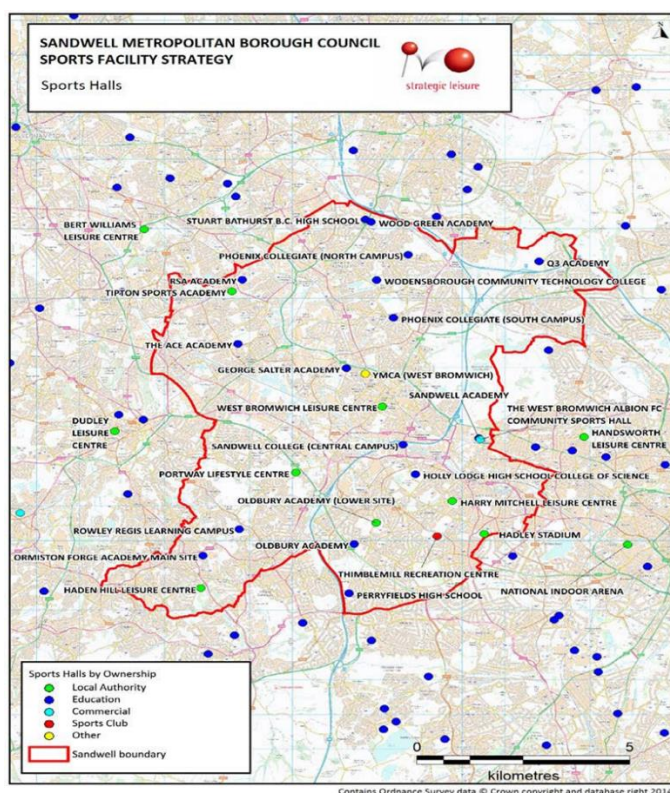 SANDWELL METROPOLITAN BOROUGH COUNCIL
SPORTS FACILITY STRATEGY
Sports Halls
strategic leisure
N
BERT WILLIAMS
LEISURE CENTRE
STUART BATHURST B.C. HIGH SCHOOL
WOOD GREEN ACADEMY
PHOENIX COLLEGIATE (NORTH CAMPUS)
Q3 ACADEMY
RSA ACADEMY
WODENSBOROUGH COMMUNITY TECHNOLOGY COLLEGE
TIPTON SPORTS ACADEMY
PHOENIX COLLEGIATE (SOUTH CAMPUS)
THE ACE ACADEMY
GEORGE SALTER ACADEMY
YMCA (WEST BROMWICH)
SANDWELL ACADEMY
WEST BROMWICH LEISURE CENTRE
THE WEST BROMWICH ALBION FC
COMMUNITY SPORTS HALL
DUDLEY
LEISURE
CENTRE
HANDSWORTH
LEISURE CENTRE
SANDWELL COLLEGE (CENTRAL CAMPUS)
PORTWAY LIFESTYLE CENTRE
HOLLY LODGE HIGH SCHOOL COLLEGE OF SCIENCE
OLDBURY ACADEMY (LOWER SITE)
HARRY MITCHELL LEISURE CENTRE
ROWLEY REGIS LEARNING CAMPUS
HADLEY STADIUM
OLDBURY ACADEMY
ORMISTON FORGE ACADEMY MAIN SITE
THIMBLEMILL RECREATION CENTRE
HADEN HILL LEISURE CENTRE
NATIONAL INDOOR ARENA
PERRYFIELDS HIGH SCHOOL
Sports Halls by Ownership
Local Authority
Education
Commercial
Sports Club
Other
Sandwell boundary
0 5
kilometres
Contains Ordnance Survey data © Crown copyright and database right 2014